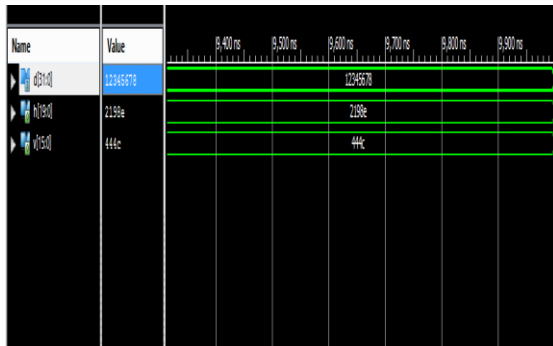 Name Value 9,400 ns 9,500 ns 9,600 ns 9,700 ns 9,800 ns 9,900 ns
d[31:0] 12345678 12345678
h[19:0] 2198e 2198e
v[15:0] 444c 444c